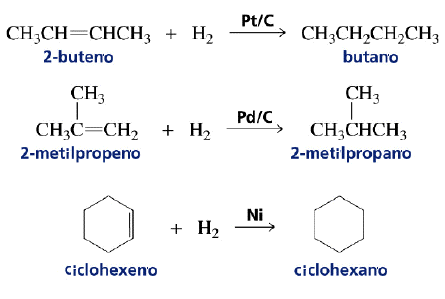 CH₃CH=CHCH₃ + H₂ Pt/C → CH₃CH₂CH₂CH₃
2-buteno butano
CH₃ CH₃
CH₃C=CH₂ + H₂ Pd/C → CH₃CHCH₃
2-metilpropeno 2-metilpropano
+ H₂ Ni →
ciclohexeno ciclohexano